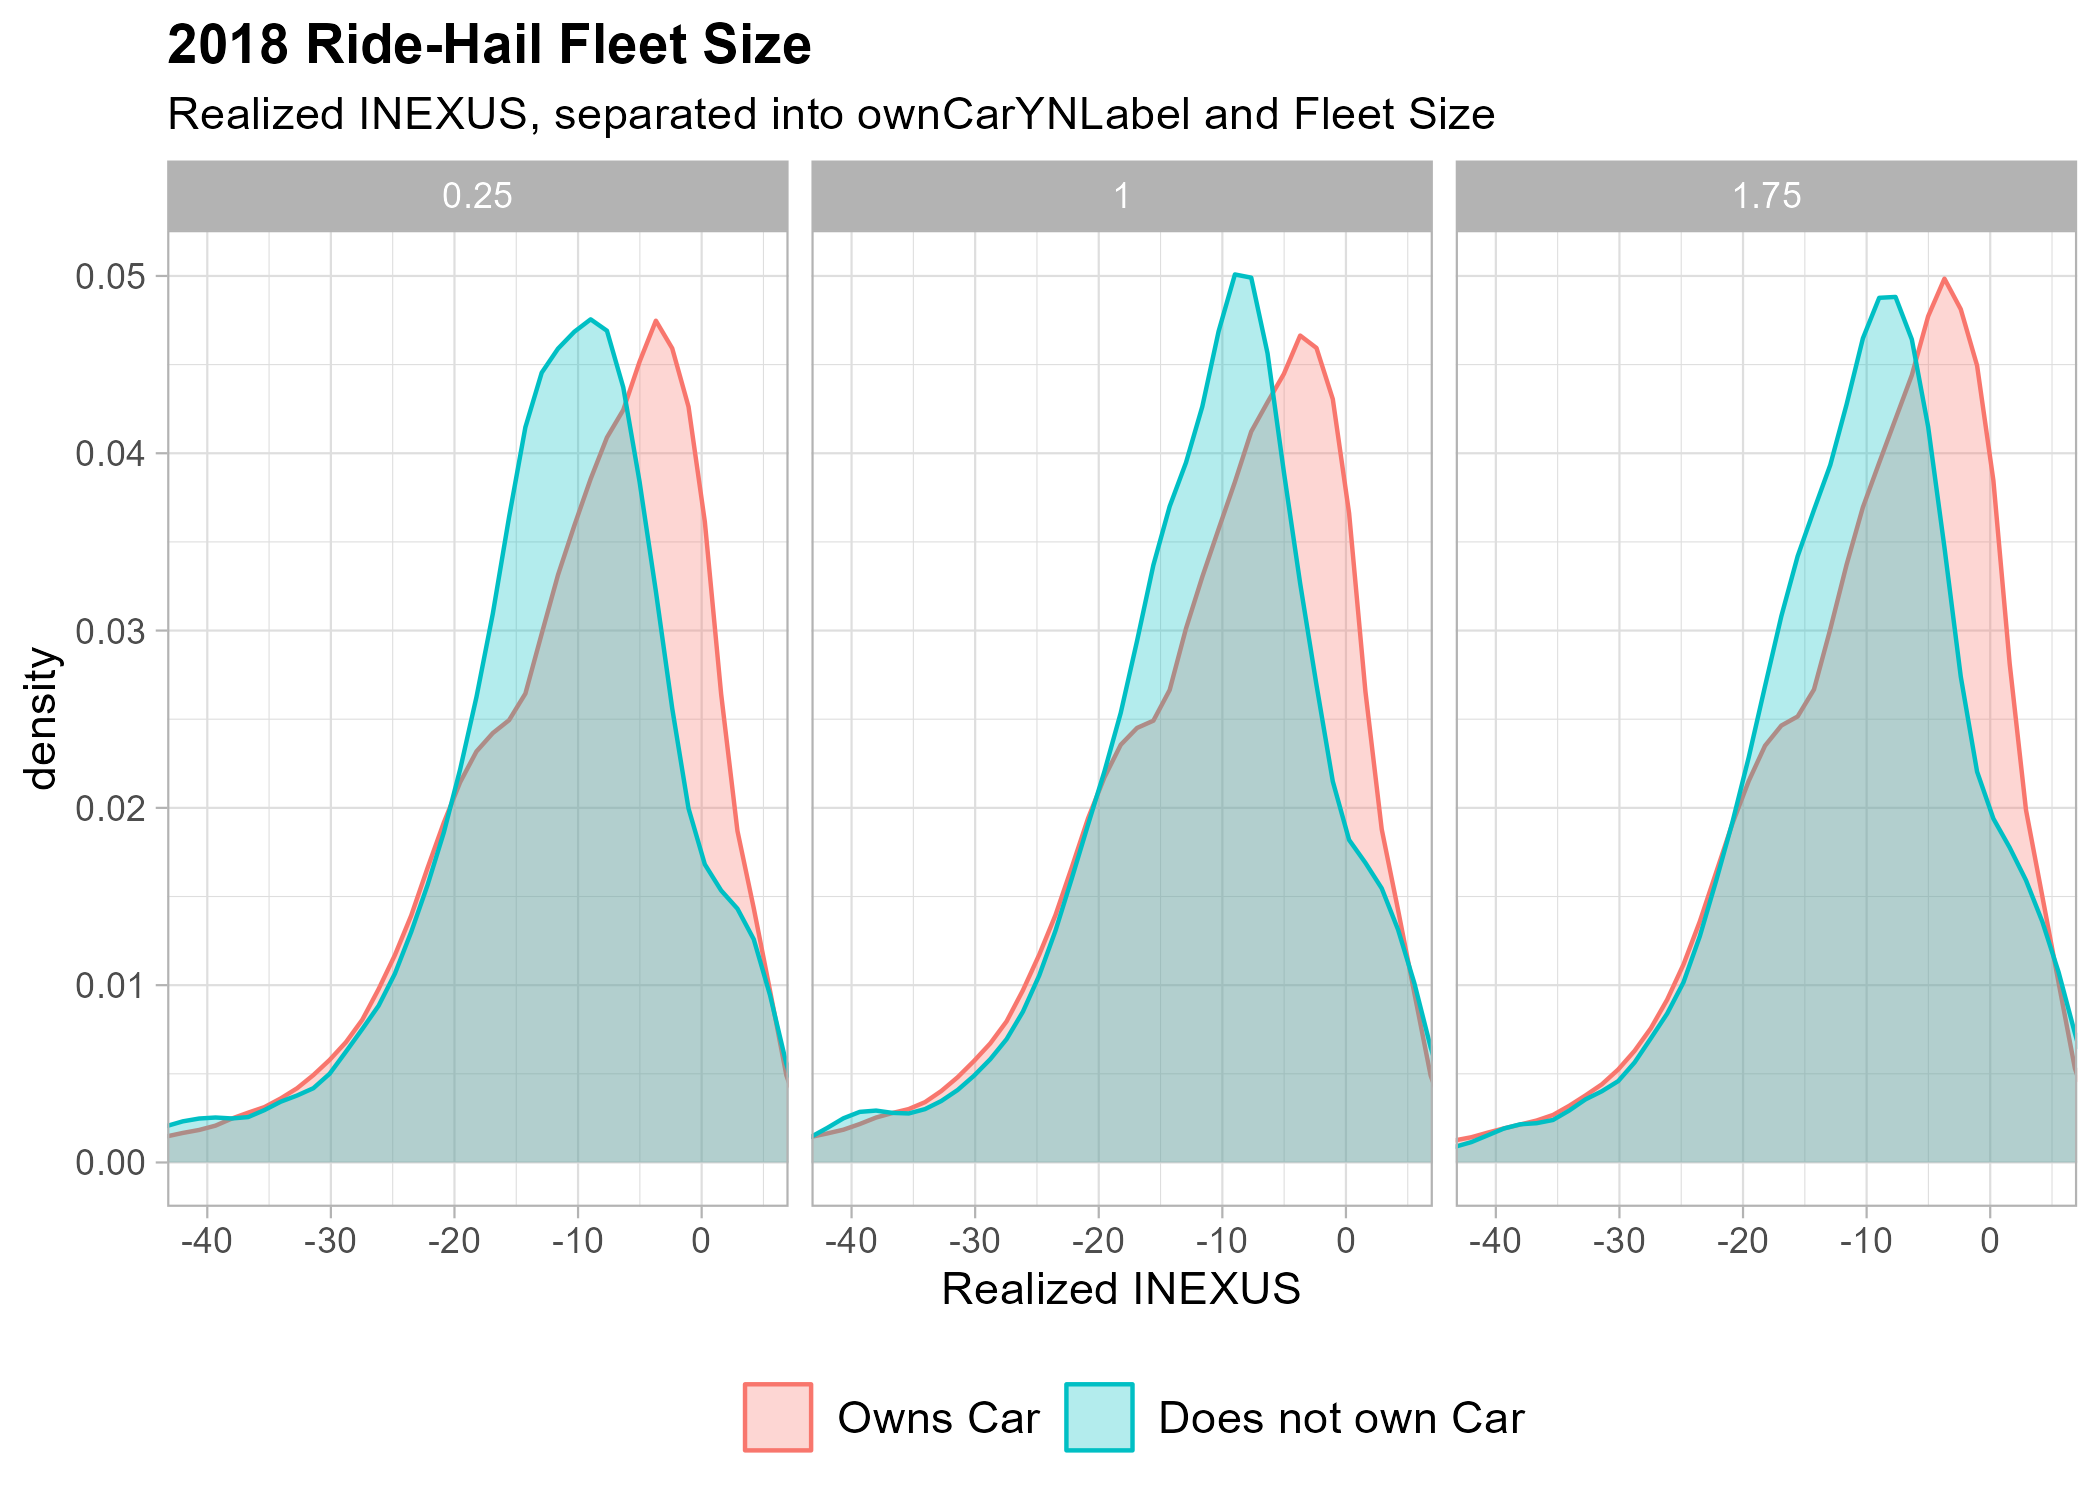 2018 Ride-Hail Fleet Size
Realized INEXUS, separated into ownCarYNLabel and Fleet Size
0.25 1 1.75
0.05
0.04
0.03
0.02
0.01
0.00
density
-40 -30 -20 -10 0 -40 -30 -20 -10 0 -40 -30 -20 -10 0
Realized INEXUS
Owns Car Does not own Car